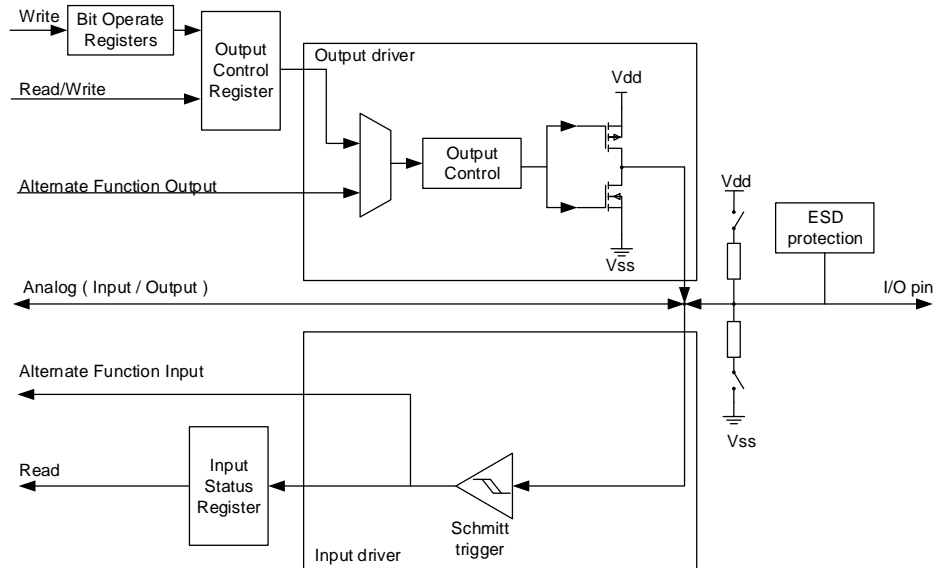 Write
Bit Operate
Registers
Output
Control
Register
Read/Write
Alternate Function Output
Output driver
Output
Control
Vdd
Vss
Vdd
ESD
protection
Analog ( Input / Output )
I/O pin
Vss
Alternate Function Input
Read
Input
Status
Register
Schmitt
trigger
Input driver